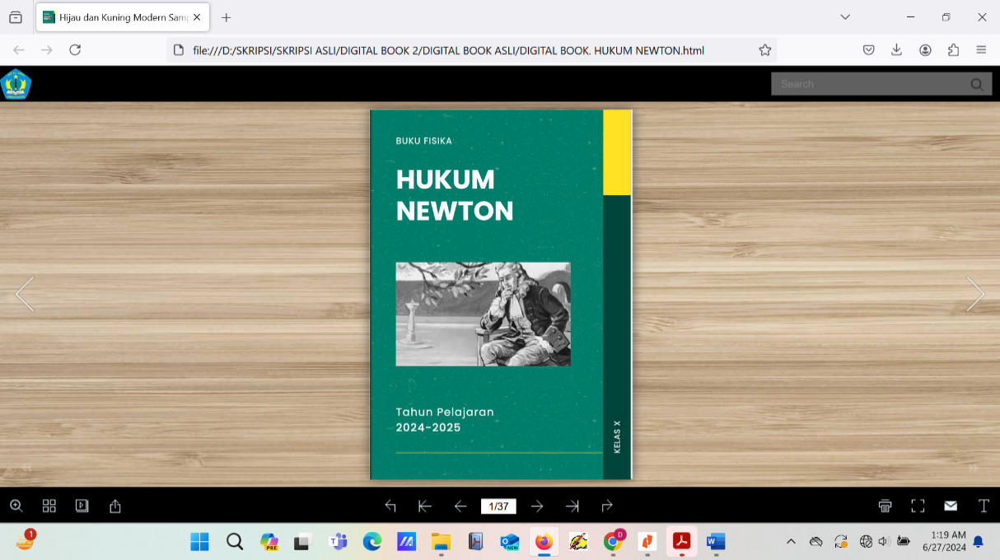 Hijau dan Kuning Modern Samp
file:///D:/SKRIPSI/SKRIPSI ASLI/DIGITAL BOOK 2/DIGITAL BOOK ASLI/DIGITAL BOOK. HUKUM NEWTON.html
Search
BUKU FISIKA
HUKUM
NEWTON
Tahun Pelajaran
2024-2025
KELAS X
1/37
1
PRE
NEW
D
1:19 AM
6/27/2024